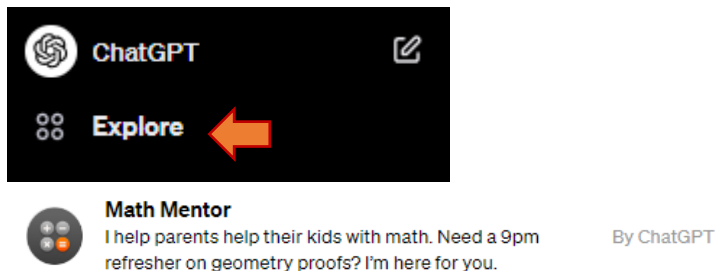 ChatGPT
Explore
Math Mentor
I help parents help their kids with math. Need a 9pm
refresher on geometry proofs? I'm here for you.
By ChatGPT